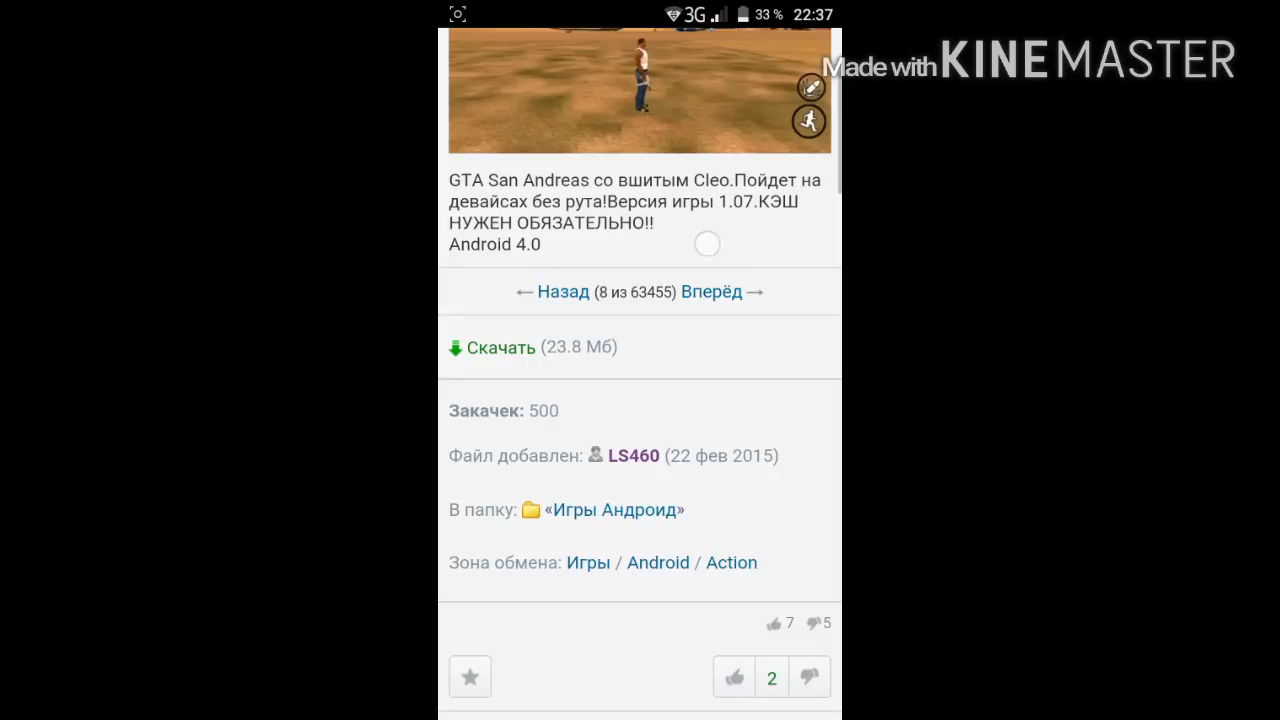 3G 33 % 22:37
Made with KINEMASTER
GTA San Andreas со вшитым Cleo.Пойдет на
девайсах без рута!Версия игры 1.07.КЭШ
НУЖЕН ОБЯЗАТЕЛЬНО!!
Android 4.0
← Назад (8 из 63455) Вперёд →
Скачать (23.8 Мб)
Закачек: 500
Файл добавлен: LS460 (22 фев 2015)
В папку: «Игры Андроид»
Зона обмена: Игры / Android / Action
7 5
2